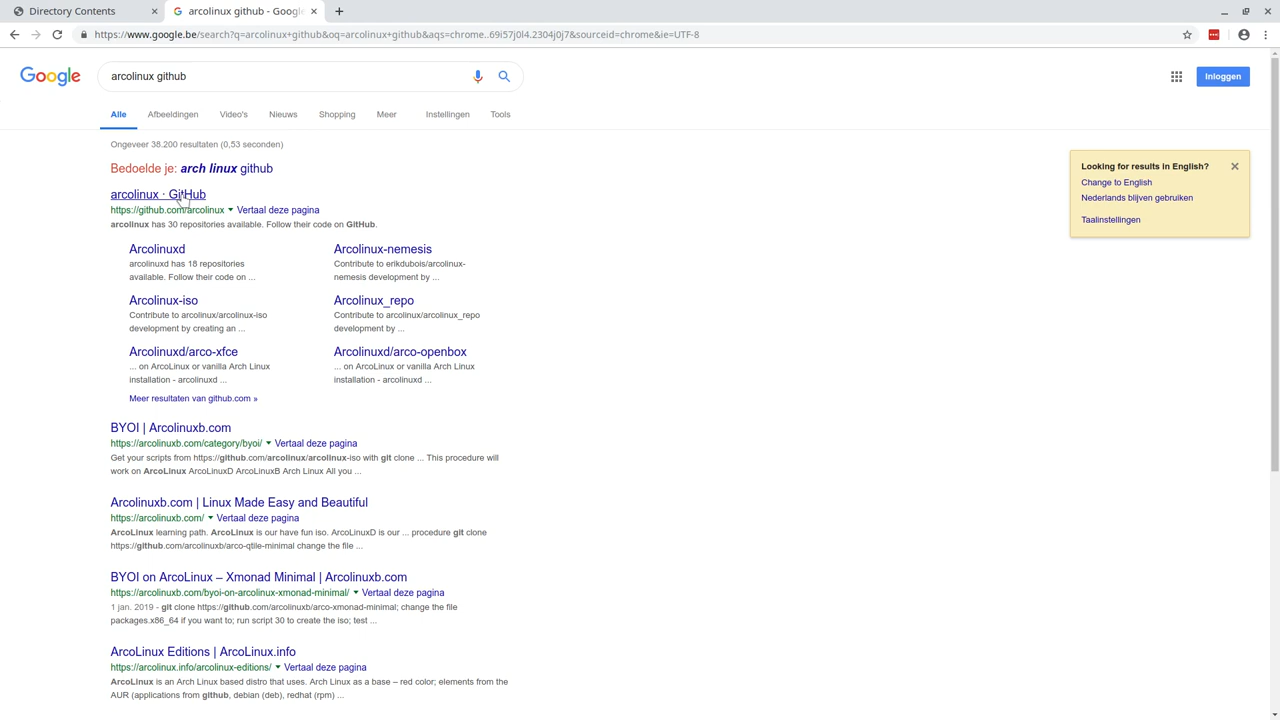 Directory Contents
arcolinux github - Googl
https://www.google.be/search?q=arcolinux+github&oq=arcolinux+github&aqs=chrome..69i57j0l4.2304j0j7&sourceid=chrome&ie=UTF-8
Google
arcolinux github
Inloggen
Alle Afbeeldingen Video's Nieuws Shopping Meer Instellingen Tools
Ongeveer 38.200 resultaten (0,53 seconden)
Bedoelde je: arch linux github
arcolinux · GitHub
https://github.com/arcolinux Vertaal deze pagina
arcolinux has 30 repositories available. Follow their code on GitHub.
Arcolinuxd
arcolinuxd has 18 repositories
available. Follow their code on ...
Arcolinux-nemesis
Contribute to erikdubois/arcolinux-
nemesis development by ...
Arcolinux-iso
Contribute to arcolinux/arcolinux-iso
development by creating an ...
Arcolinux_repo
Contribute to arcolinux/arcolinux_repo
development by ...
Arcolinuxd/arco-xfce
... on ArcoLinux or vanilla Arch Linux
installation - arcolinuxd ...
Arcolinuxd/arco-openbox
... on ArcoLinux or vanilla Arch Linux
installation - arcolinuxd ...
Meer resultaten van github.com »
BYOI | Arcolinuxb.com
https://arcolinuxb.com/category/byoi/ Vertaal deze pagina
Get your scripts from https://github.com/arcolinux/arcolinux-iso with git clone ... This procedure will
work on ArcoLinux ArcoLinuxD ArcoLinuxB Arch Linux All you ...
Arcolinuxb.com | Linux Made Easy and Beautiful
https://arcolinuxb.com/ Vertaal deze pagina
ArcoLinux learning path. ArcoLinux is our have fun iso. ArcoLinuxD is our ... procedure git clone
https://github.com/arcolinuxb/arco-qtile-minimal change the file ...
BYOI on ArcoLinux – Xmonad Minimal | Arcolinuxb.com
https://arcolinuxb.com/byoi-on-arcolinux-xmonad-minimal/ Vertaal deze pagina
1 jan. 2019 - git clone https://github.com/arcolinuxb/arco-xmonad-minimal; change the file
packages.x86_64 if you want to; run script 30 to create the iso; test ...
ArcoLinux Editions | ArcoLinux.info
https://arcolinux.info/arcolinux-editions/ Vertaal deze pagina
ArcoLinux is an Arch Linux based distro that uses. Arch Linux as a base – red color; elements from the
AUR (applications from github, debian (deb), redhat (rpm) ...
Looking for results in English?
Change to English
Nederlands blijven gebruiken
Taalinstellingen